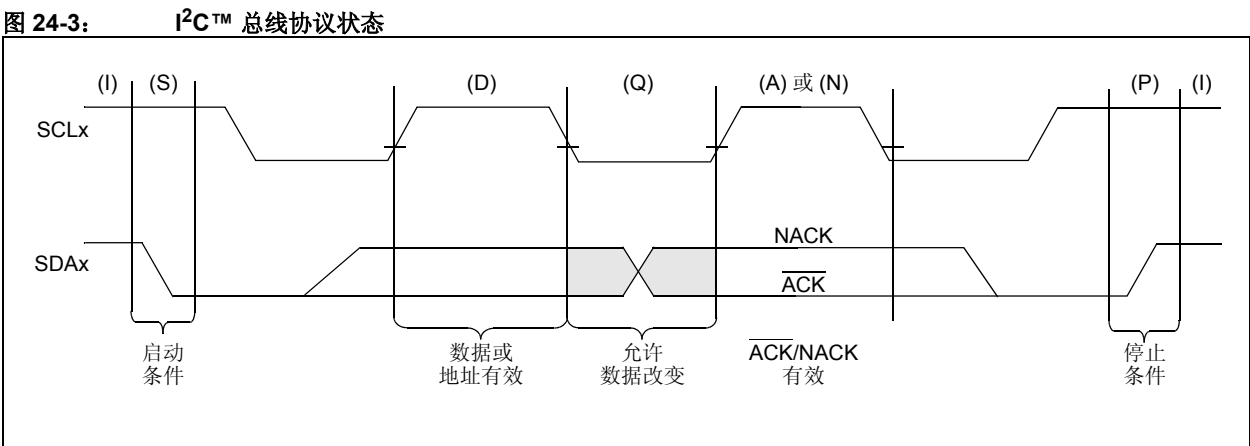 图 24-3： I²C™ 总线协议状态
(I) (S) (D) (Q) (A) 或 (N) (P) (I)
SCLx
NACK
SDAx
ACK
启动
条件
数据或
地址有效
允许
数据改变
ACK/NACK
有效
停止
条件